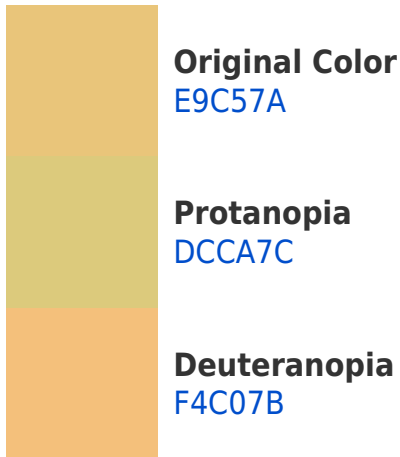 Original Color
E9C57A
Protanopia
DCCA7C
Deuteranopia
F4C07B